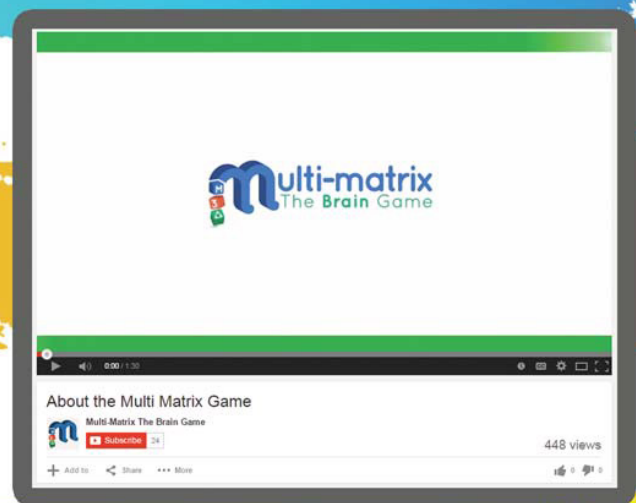 Multi-matrix
The Brain Game
M
3
0:00 / 1:30
About the Multi Matrix Game
Multi-Matrix The Brain Game
Subscribe 24
448 views
Add to Share More 0 0